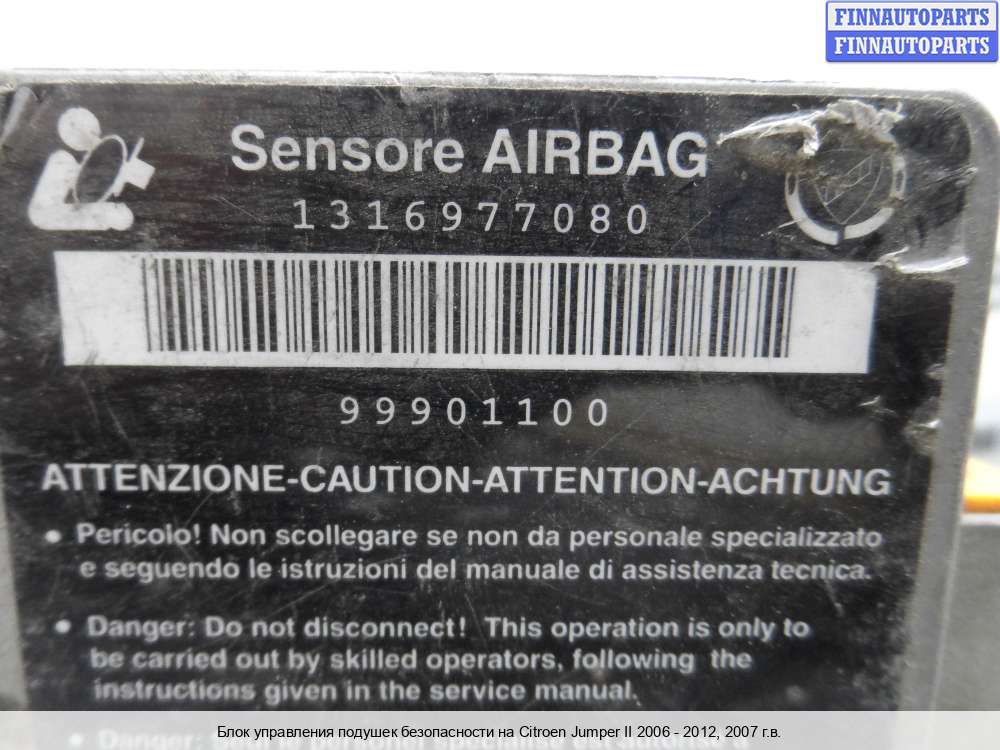 FINNAUTOPARTS
FINNAUTOPARTS
Sensore AIRBAG
1316977080
99901100
ATTENZIONE-CAUTION-ATTENTION-ACHTUNG
• Pericolo! Non scollegare se non da personale specializzato
e seguendo le istruzioni del manuale di assistenza tecnica.
• Danger: Do not disconnect! This operation is only to
be carried out by skilled operators, following the
instructions given in the service manual.
• Danger:
Блок управления подушек безопасности на Citroen Jumper II 2006 - 2012, 2007 г.в.